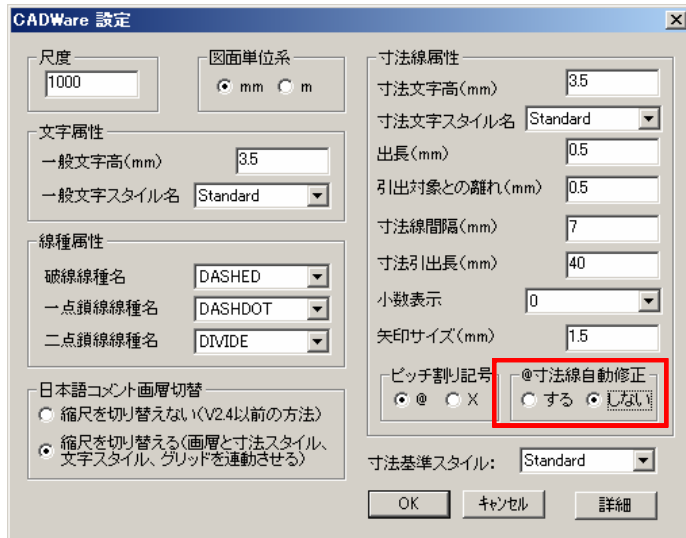 CADWare 設定
尺度
1000
図面単位系
mm
m
文字属性
一般文字高(mm)
3.5
一般文字スタイル名
Standard
線種属性
破線線種名
DASHED
一点鎖線線種名
DASHDOT
二点鎖線線種名
DIVIDE
日本語コメント画層切替
縮尺を切り替えない(V2.4以前の方法)
縮尺を切り替える(画層と寸法スタイル、
文字スタイル、グリッドを連動させる)
寸法線属性
寸法文字高(mm)
3.5
寸法文字スタイル名
Standard
出長(mm)
0.5
引出対象との離れ(mm)
0.5
寸法線間隔(mm)
7
寸法引出長(mm)
40
小数表示
0
矢印サイズ(mm)
1.5
ピッチ割り記号
@
X
@寸法線自動修正
する
しない
寸法基準スタイル:
Standard
OK
キャンセル
詳細